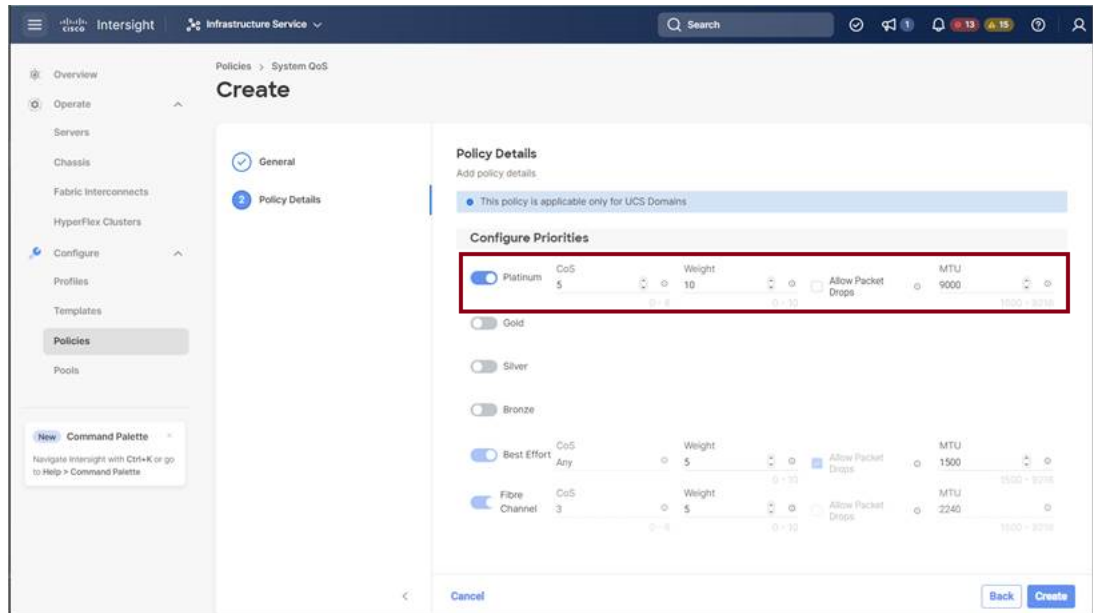 cisco Intersight
Infrastructure Service
Search
1
13
15
Overview
Operate
Servers
Chassis
Fabric Interconnects
HyperFlex Clusters
Configure
Profiles
Templates
Policies
Pools
New Command Palette
Navigate Intersight with Ctrl+K or go
to Help > Command Palette
Policies > System QoS
Create
General
2 Policy Details
Policy Details
Add policy details
This policy is applicable only for UCS Domains
Configure Priorities
Platinum
CoS
5
0 - 6
Weight
10
0 - 10
Allow Packet
Drops
MTU
9000
1500 - 9216
Gold
Silver
Bronze
Best Effort
CoS
Any
Weight
5
0 - 10
Allow Packet
Drops
MTU
1500
1500 - 9216
Fibre
Channel
CoS
3
0 - 6
Weight
5
0 - 10
Allow Packet
Drops
MTU
2240
1500 - 9216
Cancel
Back
Create